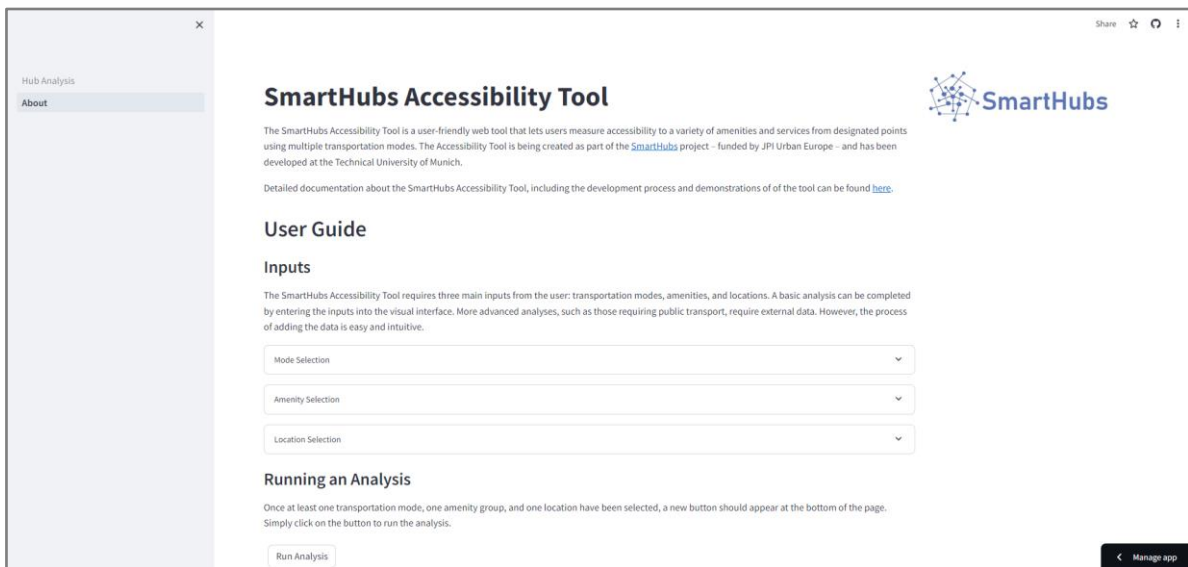 Share
Hub Analysis
About
SmartHubs Accessibility Tool
SmartHubs
The SmartHubs Accessibility Tool is a user-friendly web tool that lets users measure accessibility to a variety of amenities and services from designated points
using multiple transportation modes. The Accessibility Tool is being created as part of the SmartHubs project – funded by JPI Urban Europe – and has been
developed at the Technical University of Munich.
Detailed documentation about the SmartHubs Accessibility Tool, including the development process and demonstrations of of the tool can be found here.
User Guide
Inputs
The SmartHubs Accessibility Tool requires three main inputs from the user: transportation modes, amenities, and locations. A basic analysis can be completed
by entering the inputs into the visual interface. More advanced analyses, such as those requiring public transport, require external data. However, the process
of adding the data is easy and intuitive.
Mode Selection
Amenity Selection
Location Selection
Running an Analysis
Once at least one transportation mode, one amenity group, and one location have been selected, a new button should appear at the bottom of the page.
Simply click on the button to run the analysis.
Run Analysis
Manage app